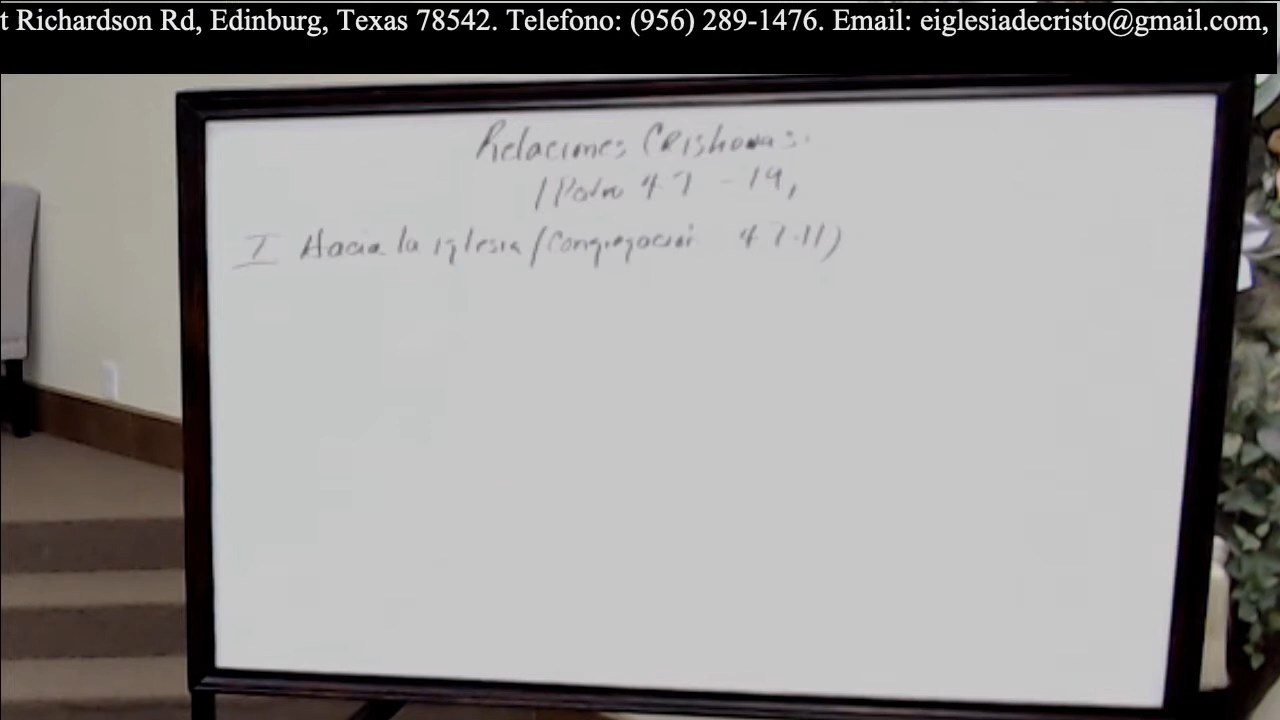 t Richardson Rd, Edinburg, Texas 78542. Telefono: (956) 289-1476. Email: eiglesiadecristo@gmail.com,
Relaciones Cristianas:
1 Pedro 4:7 - 19,
I Hacia la iglesia/Congregación 4:7-11)